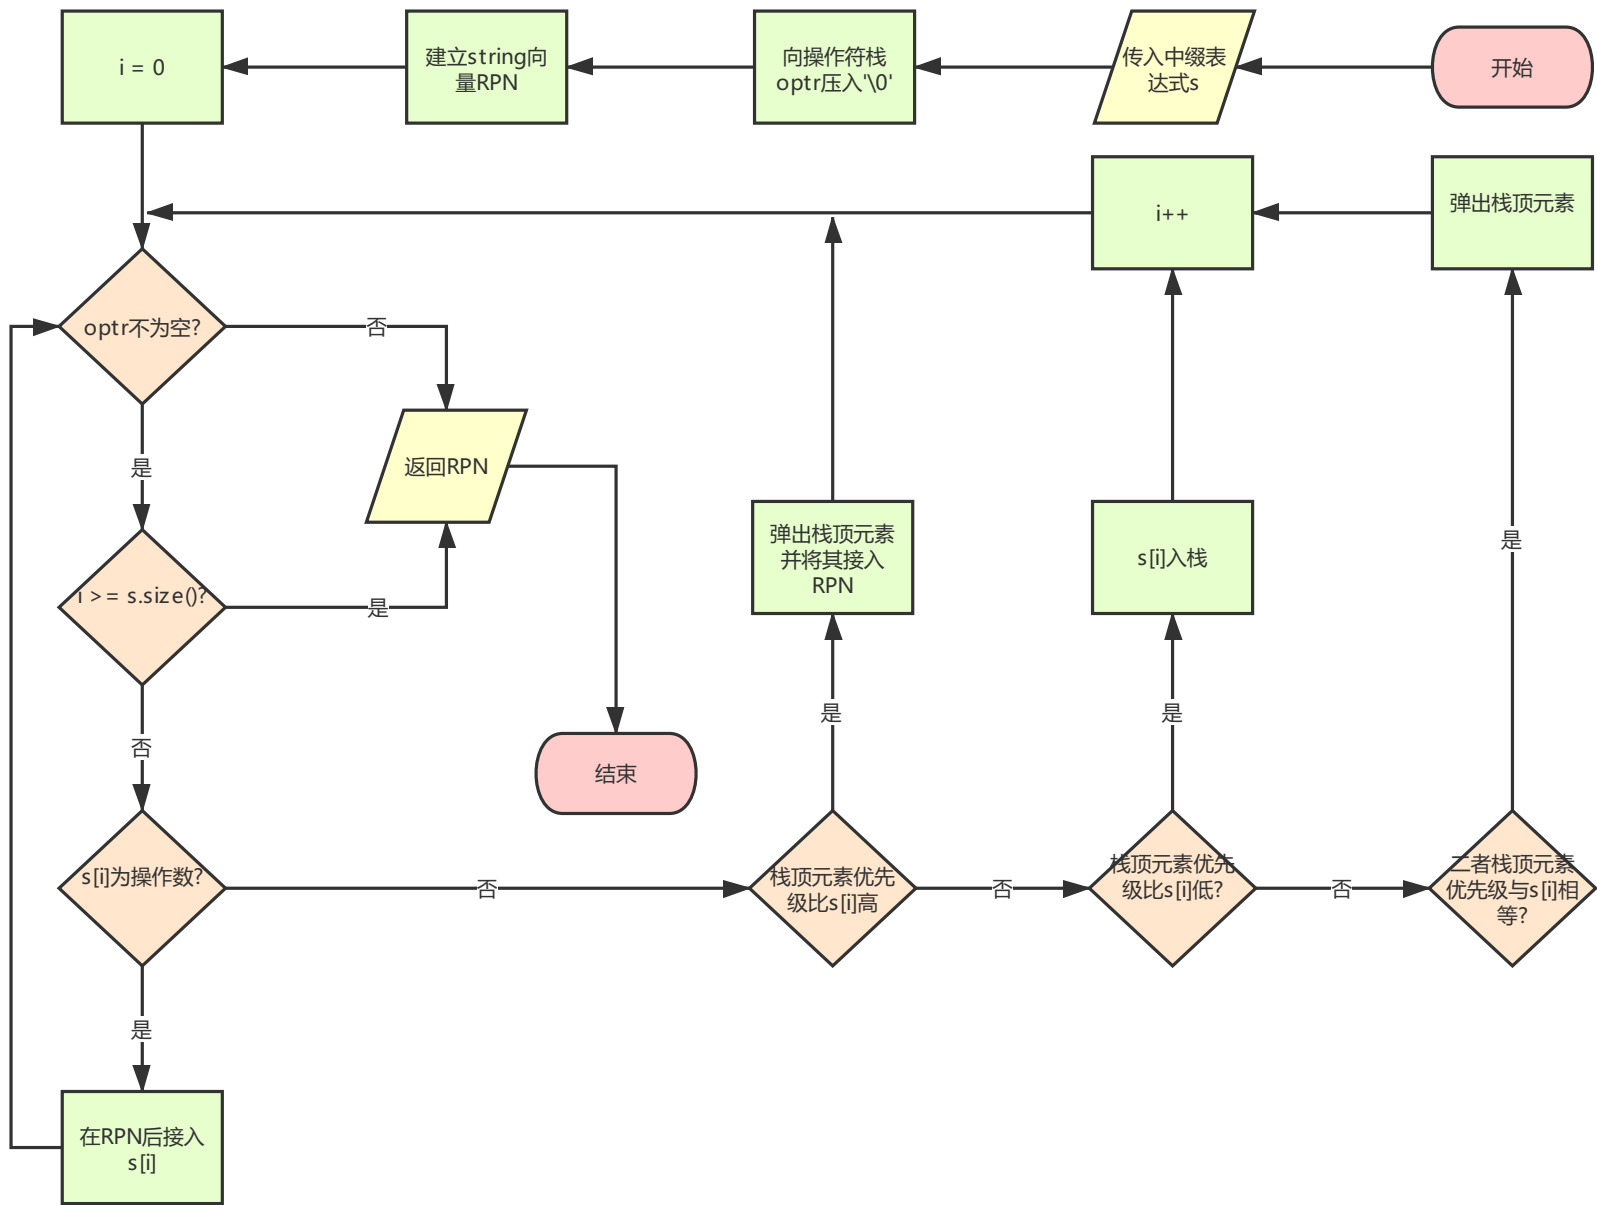 i = 0
建立string向
量RPN
向操作符栈
optr压入'\0'
传入中缀表
达式s
开始
i++
弹出栈顶元素
optr不为空?
否
是
返回RPN
i >= s.size()?
是
否
弹出栈顶元素
并将其接入
RPN
s[i]入栈
是
是
是
结束
s[i]为操作数?
否
栈顶元素优先
级比s[i]高
否
栈顶元素优先
级比s[i]低?
否
二者栈顶元素
优先级与s[i]相
等?
是
在RPN后接入
s[i]